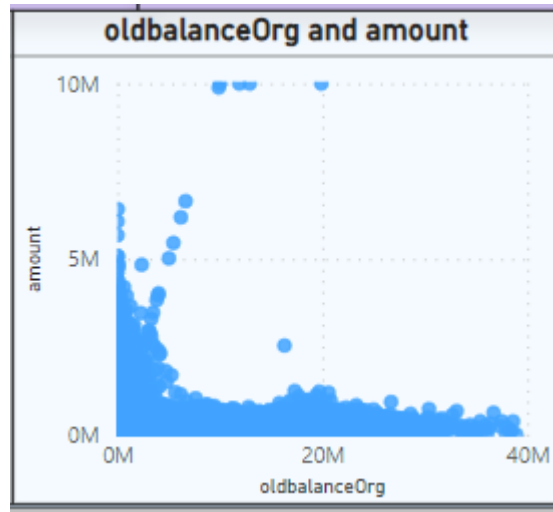 oldbalanceOrg and amount
10M
5M
0M
amount
0M 20M 40M
oldbalanceOrg